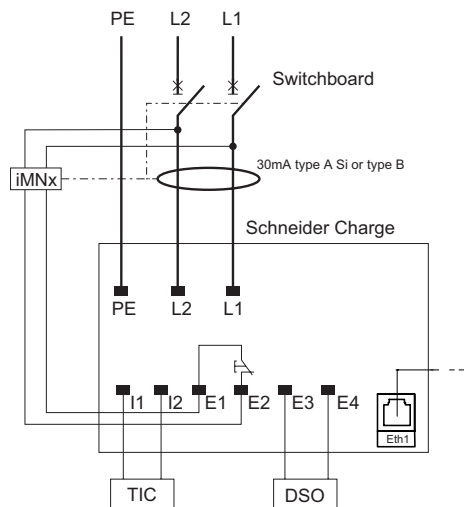 PE L2 L1
Switchboard
30mA type A Si or type B
iMNx
Schneider Charge
PE L2 L1
I1 I2 E1 E2 E3 E4
Eth1
TIC DSO